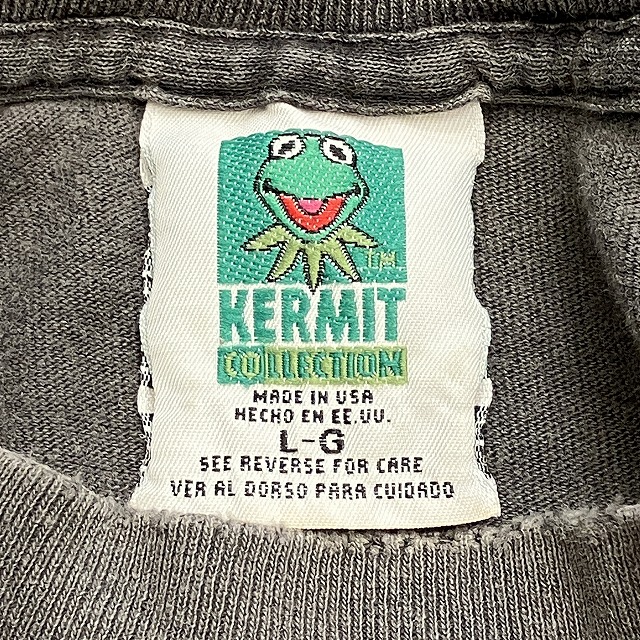 TM
KERMIT
COLLECTION
MADE IN USA
HECHO EN EE.UU.
L-G
SEE REVERSE FOR CARE
VER AL DORSO PARA CUIDADO